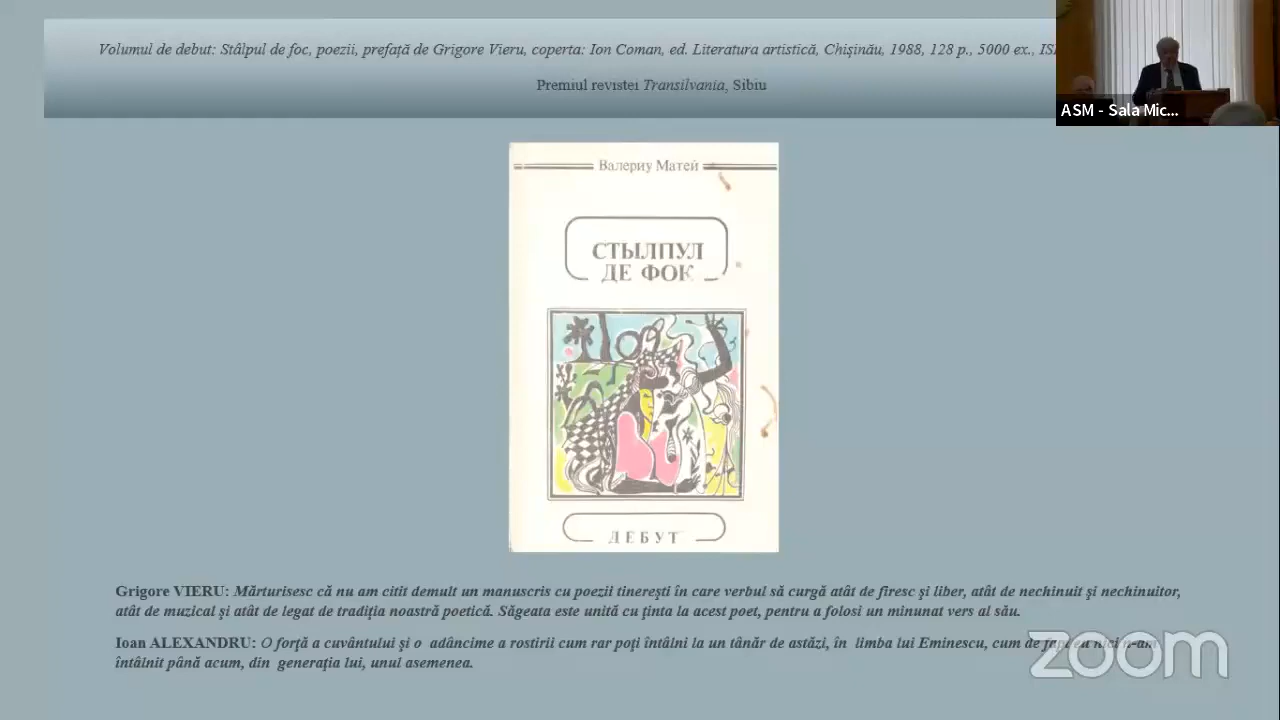 Volumul de debut: Stâlpul de foc, poezii, prefață de Grigore Vieru, coperta: Ion Coman, ed. Literatura artistică, Chișinău, 1988, 128 p., 5000 ex.,
Premiul revistei Transilvania, Sibiu
ASM - Sala Mic...
Валериу Матей
СТЫЛПУЛ
ДЕ ФОК
ДЕБУТ
Grigore VIERU: Mărturisesc că nu am citit demult un manuscris cu poezii tinerești în care verbul să curgă atât de firesc și liber, atât de nechinuit și nechinuitor,
atât de muzical și atât de legat de tradiția noastră poetică. Săgeata este unită cu ținta la acest poet, pentru a folosi un minunat vers al său.
Ioan ALEXANDRU: O forță a cuvântului și o adâncime a rostirii cum rar poți întâlni la un tânăr de astăzi, în limba lui Eminescu, cum de fapt eu nici n-am
întâlnit până acum, din generația lui, unul asemenea.
zoom